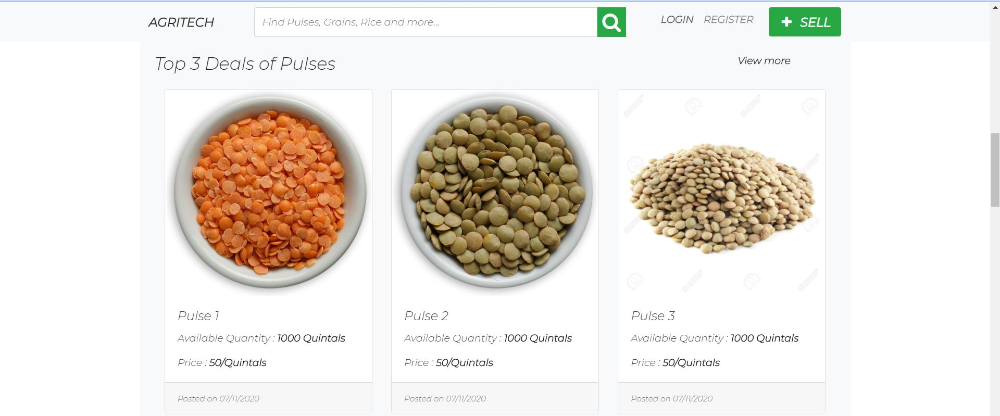 AGRITECH
Find Pulses, Grains, Rice and more...
LOGIN
REGISTER
+ SELL
Top 3 Deals of Pulses
View more
Pulse 1
Available Quantity : 1000 Quintals
Price : 50/Quintals
Posted on 07/11/2020
Pulse 2
Available Quantity : 1000 Quintals
Price : 50/Quintals
Posted on 07/11/2020
Pulse 3
Available Quantity : 1000 Quintals
Price : 50/Quintals
Posted on 07/11/2020